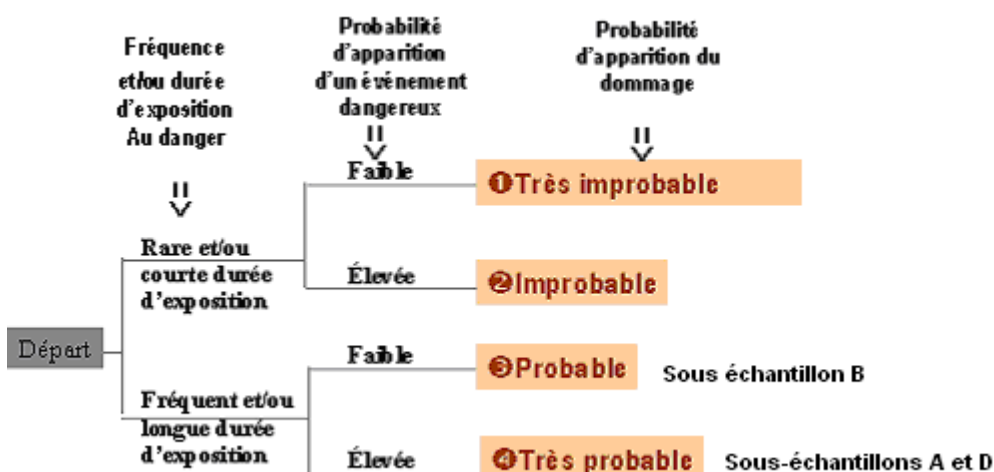 Fréquence
et/ou durée
d'exposition
Au danger
Probabilité
d'apparition
d'un événement
dangereux
Probabilité
d'apparition du
dommage
Faible
❶Très improbable
Rare et/ou
courte durée
d'exposition
Élevée
❷Improbable
Départ
Faible
❸Probable
Sous échantillon B
Fréquent et/ou
longue durée
d'exposition
Élevée
❹Très probable
Sous-échantillons A et D